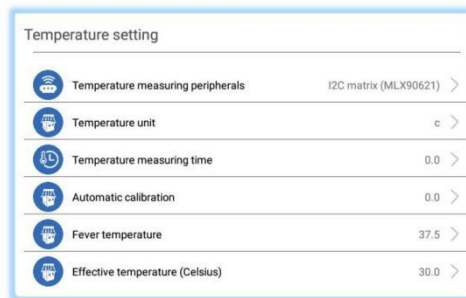 Temperature setting
Temperature measuring peripherals I2C matrix (MLX90621)
Temperature unit c
Temperature measuring time 0.0
Automatic calibration 0.0
Fever temperature 37.5
Effective temperature (Celsius) 30.0